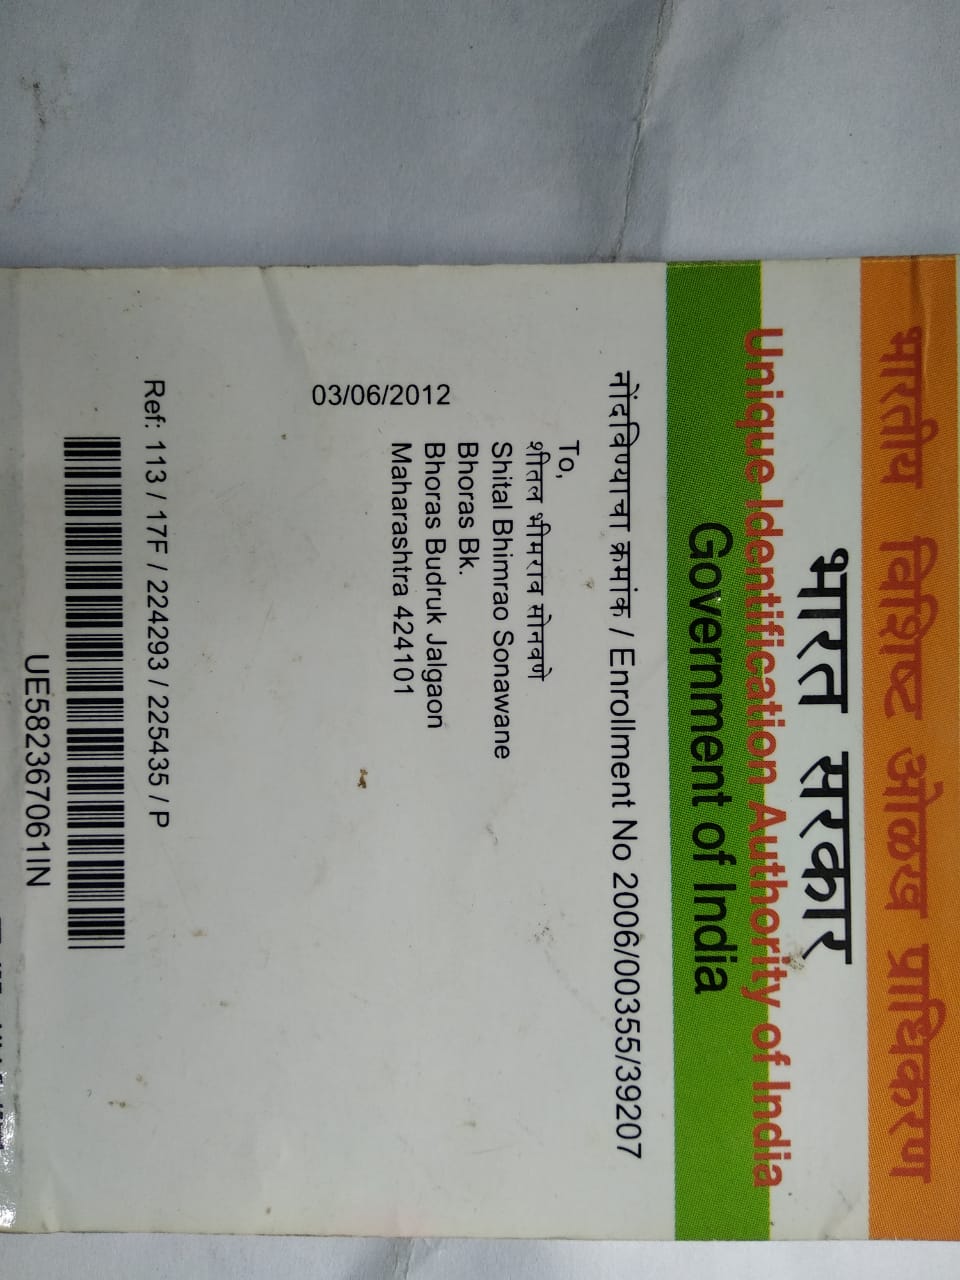 भारतीय विशिष्ट ओळख प्राधिकरण
भारत सरकार
Unique Identification Authority of India
Government of India
नोंदविण्याचा क्रमांक / Enrollment No 2006/00355/39207
To,
शीतल भीमराव सोनवणे
Shital Bhimrao Sonawane
Bhoras Bk.
Bhoras Budruk Jalgaon
Maharashtra 424101
03/06/2012
Ref: 113 / 17F / 224293 / 225435 / P
UE582367061IN